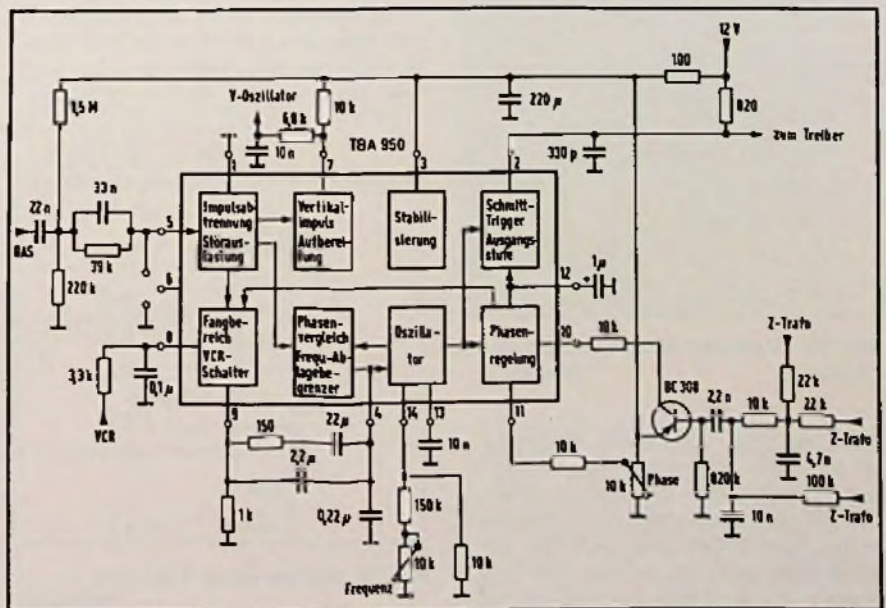 12 V
100
1,5 M
V-Oszillator
10 k
220 µ
820
6,8 k
TBA 950
zum Treiber
10 n
330 p
1
7
3
2
33 n
22 n
5
BAS
39 k
Impulsab-
trennung
Störaus-
tastung
Vertikal-
impuls
Aufberei-
tung
Stabili-
sierung
Schmitt-
Trigger
Ausgangs-
stufe
12
1µ
+
6
220 k
8
Fangbe-
reich
VCR-
Schalter
Phasen-
vergleich
Frequ-Ab-
lagebe-
grenzer
Oszilla-
tor
Phasen-
regelung
10
10 k
Z-Trafo
3,3 k
0,1 µ
VCR
9
4
14
13
11
BC 308
2,2 n
22 k
10 k
22 k
Z-Trafo
150
22 µ
10 n
10 k
2,2 µ
10 k
Phase
820 k
4,7 n
100 k
Z-Trafo
10 n
1 k
0,22 µ
150 k
10 k
Frequenz
10 k